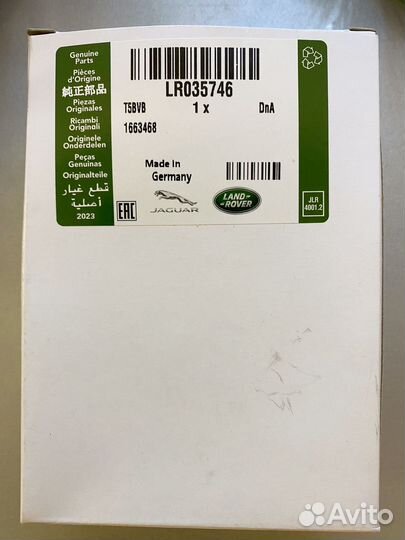 Genuine
Parts
Pièces
d'Origine
純正部品
Piezas
Originales
Ricambi
Originali
Originele
Onderdelen
Peças
Genuinas
Originalteile
قطع غيار
أصلية
2023
LR035746
T5BVB 1 x DnA
1663468
Made In
Germany
EAC
JAGUAR
LAND-
-ROVER
JLR
4001.2
Avito